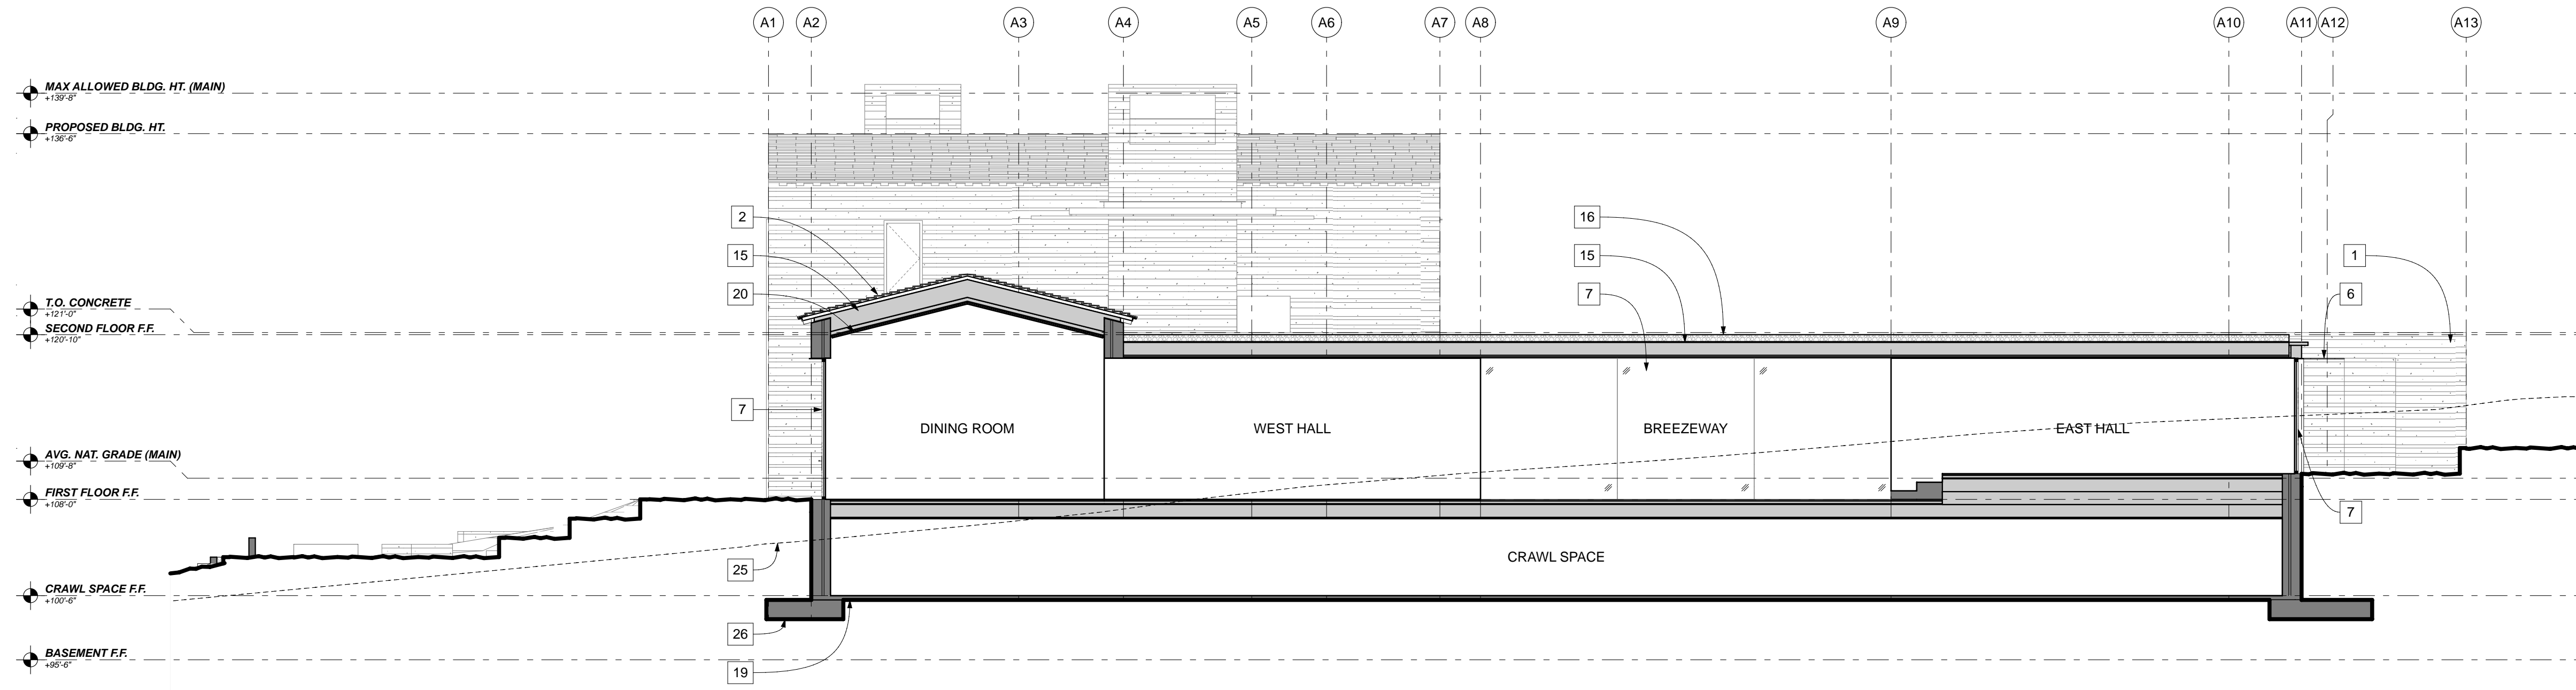 A1 A2 A3 A4 A5 A6 A7 A8 A9 A10 A11 A12 A13
MAX ALLOWED BLDG. HT. (MAIN)
+139'-8"
PROPOSED BLDG. HT.
+136'-6"
2
16
15
15
1
20
7
6
T.O. CONCRETE
+121'-0"
SECOND FLOOR F.F.
+120'-10"
7
DINING ROOM
WEST HALL
BREEZEWAY
EAST HALL
AVG. NAT. GRADE (MAIN)
+109'-8"
FIRST FLOOR F.F.
+108'-0"
7
CRAWL SPACE
25
CRAWL SPACE F.F.
+100'-6"
26
BASEMENT F.F.
+95'-6"
19